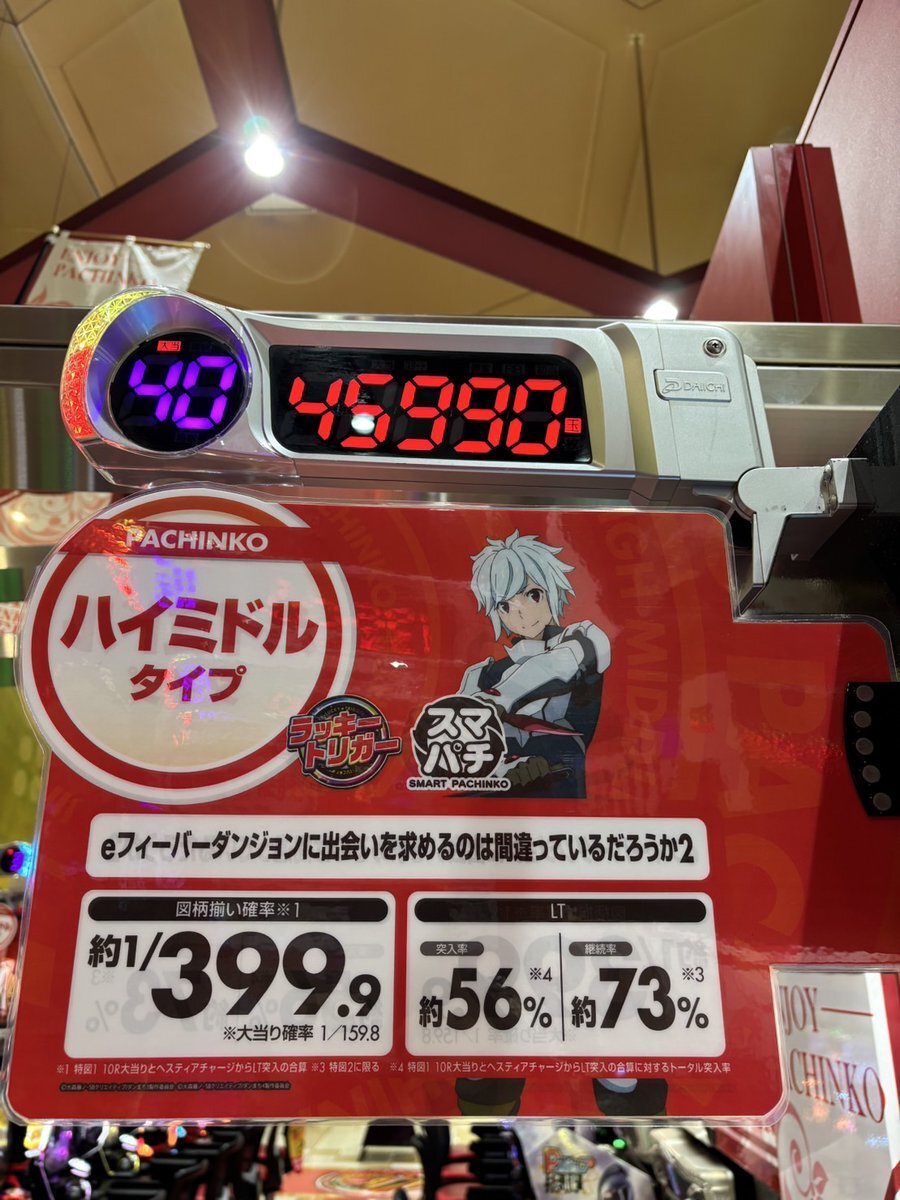 ENJOY
PACHINKO
大当
40
45990
玉
DAIICHI
PACHINKO
ハイミドル
タイプ
ラッキー
トリガー
スマ
パチ
SMART PACHINKO
eフィーバーダンジョンに出会いを求めるのは間違っているだろうか2
図柄揃い確率※1
約1/399.9
※大当り確率 1/159.8
LT
突入率
約56%※4
継続率
約73%※3
※1 特図1 10R大当りとヘスティアチャージからLT突入の合算 ※3 特図2に限る ※4 特図1 10R大当りとヘスティアチャージからLT突入の合算に対するトータル突入率
ENJOY
PACHINKO